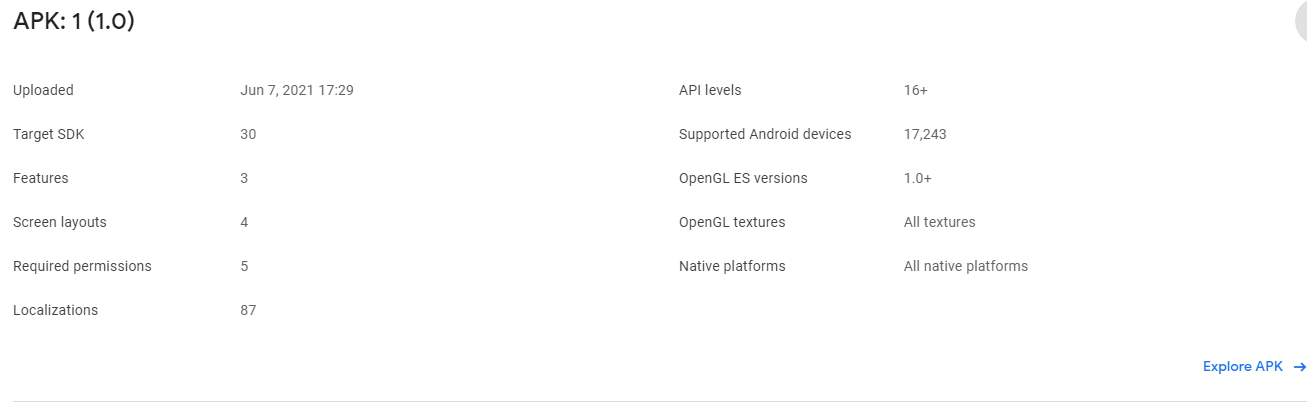 APK: 1 (1.0)
Uploaded Jun 7, 2021 17:29
API levels 16+
Target SDK 30
Supported Android devices 17,243
Features 3
OpenGL ES versions 1.0+
Screen layouts 4
OpenGL textures All textures
Required permissions 5
Native platforms All native platforms
Localizations 87
Explore APK →